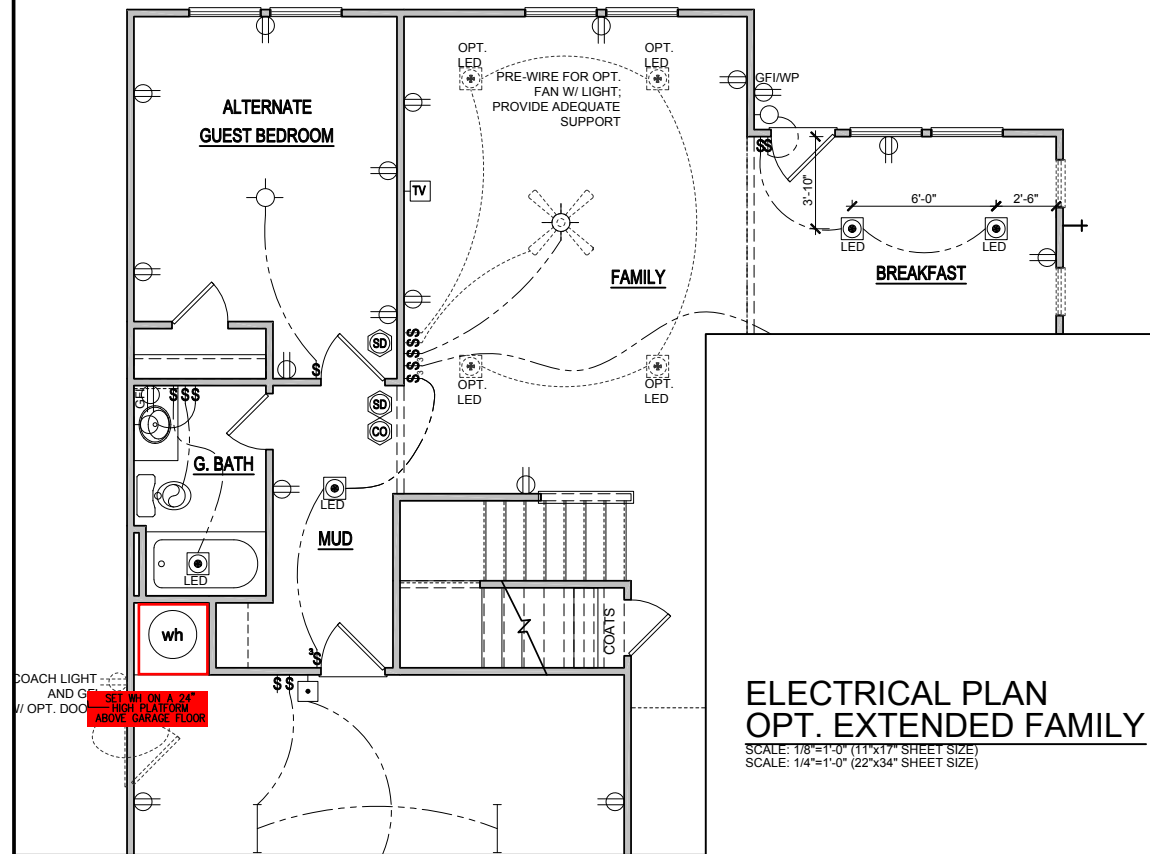 OPT.
LED
OPT.
LED
PRE-WIRE FOR OPT.
FAN W/ LIGHT;
PROVIDE ADEQUATE
SUPPORT
GFI/WP
ALTERNATE
GUEST BEDROOM
$$
3'-10"
TV
6'-0"
2'-6"
LED
LED
FAMILY
BREAKFAST
$
$
$
$3
$3
SD
$
OPT.
LED
OPT.
LED
GFI
$ $ $
SD
CO
G. BATH
LED
MUD
LED
wh
COATS
$3
COACH LIGHT
AND GF
W/ OPT. DOO
SET WH ON A 24"
HIGH PLATFORM
ABOVE GARAGE FLOOR
$ $
ELECTRICAL PLAN
OPT. EXTENDED FAMILY
SCALE: 1/8"=1'-0" (11"x17" SHEET SIZE)
SCALE: 1/4"=1'-0" (22"x34" SHEET SIZE)